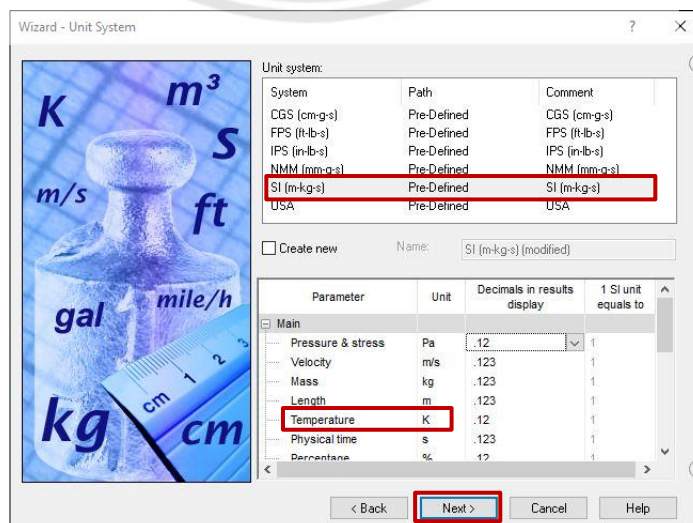 Wizard - Unit System
?
K
m³
S
m/s
ft
gal
mile/h
cm 1 2 3
kg
cm
Unit system:
System Path Comment
CGS (cm-g-s) Pre-Defined CGS (cm-g-s)
FPS (ft-lb-s) Pre-Defined FPS (ft-lb-s)
IPS (in-lb-s) Pre-Defined IPS (in-lb-s)
NMM (mm-g-s) Pre-Defined NMM (mm-g-s)
SI (m-kg-s) Pre-Defined SI (m-kg-s)
USA Pre-Defined USA
Create new Name: SI (m-kg-s) (modified)
Parameter Unit Decimals in results display 1 SI unit equals to
Main
Pressure & stress Pa .12 1
Velocity m/s .123 1
Mass kg .123 1
Length m .123 1
Temperature K .12 1
Physical time s .123 1
Percentage % .12 1
< Back Next > Cancel Help